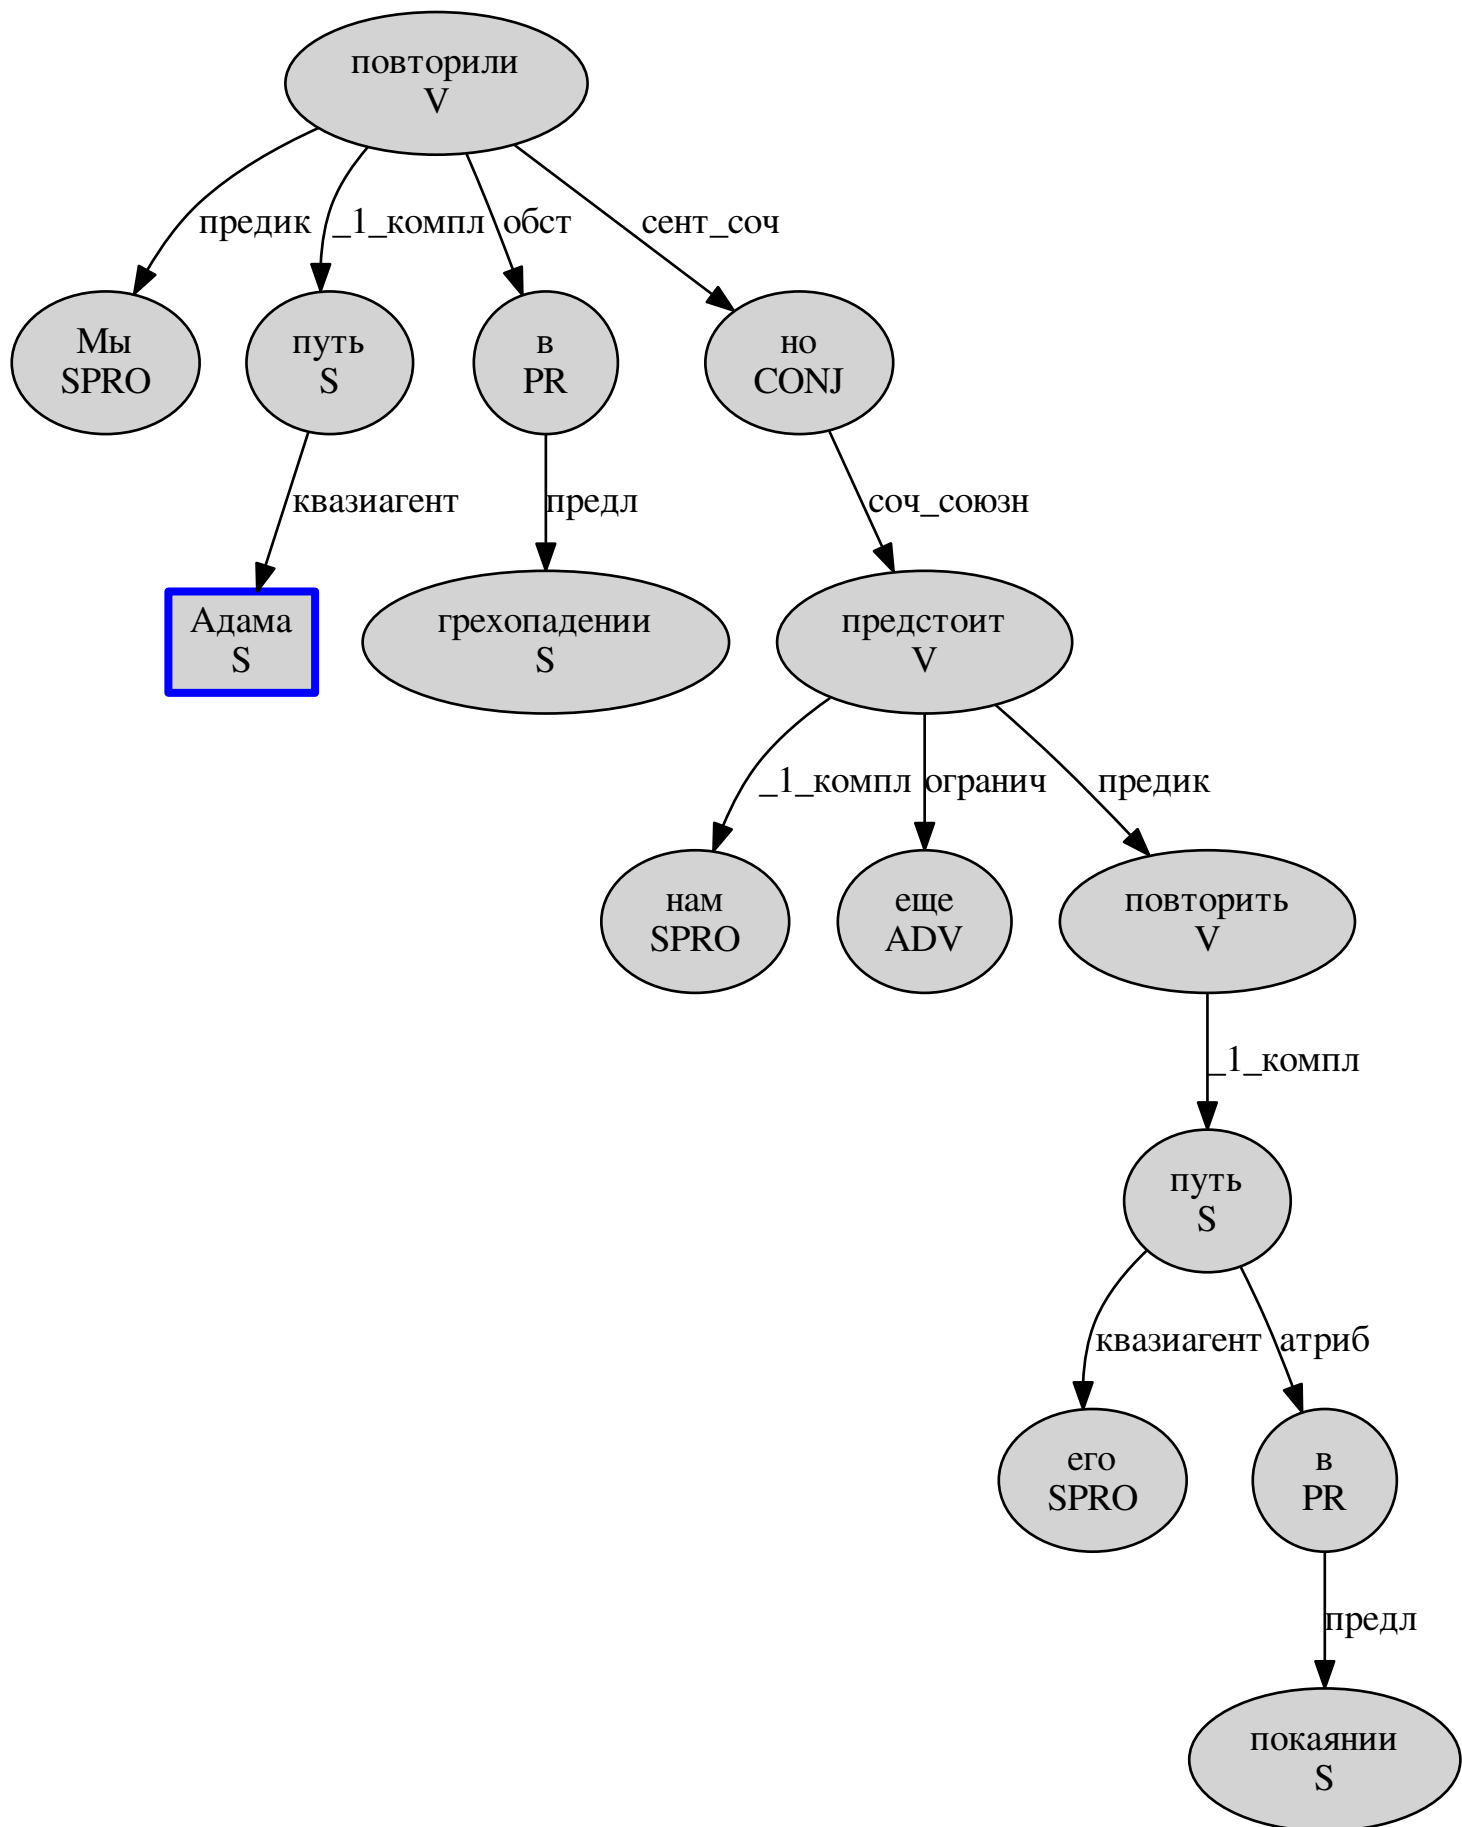 повторили
V
предик
_1_компл
обст
сент_соч
Мы
SPRO
путь
S
в
PR
но
CONJ
квазиагент
предл
соч_союзн
Адама
S
грехопадении
S
предстоит
V
_1_компл
огранич
предик
нам
SPRO
еще
ADV
повторить
V
_1_компл
путь
S
квазиагент
атриб
его
SPRO
в
PR
предл
покаянии
S